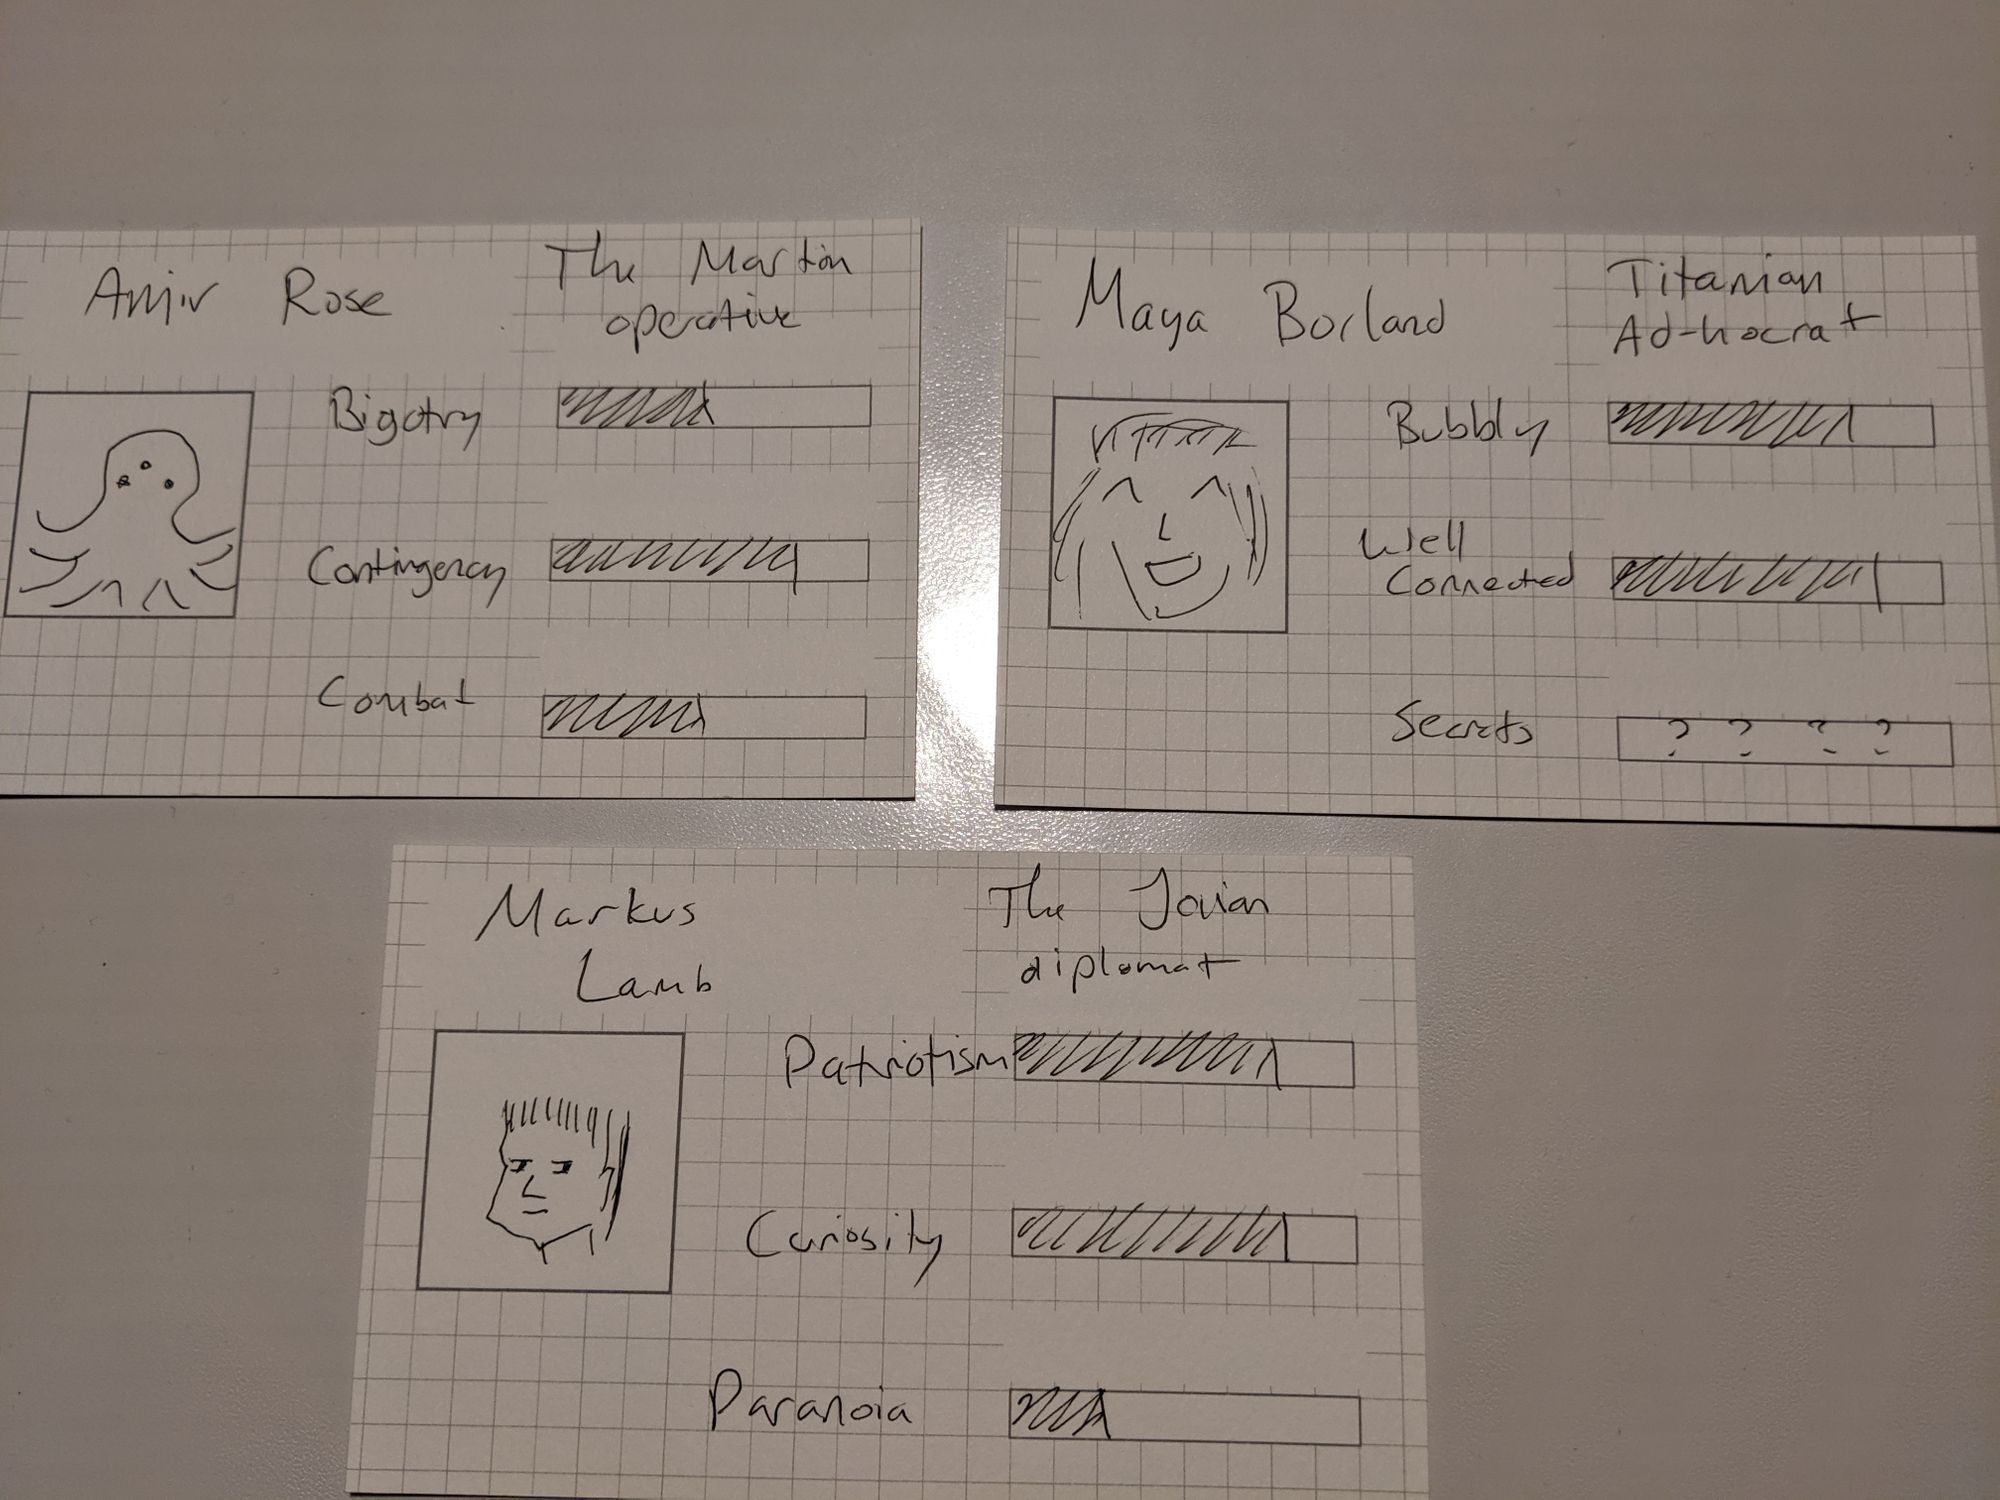 Amir Rose
The Martian
operative
Bigotry
Contingency
Combat
Maya Borland
Titanian
Ad-hocrat
Bubbly
Well
Connected
Secrets
? ? ? ?
Markus
Lamb
The Jovian
diplomat
Patriotism
Curiosity
Paranoia